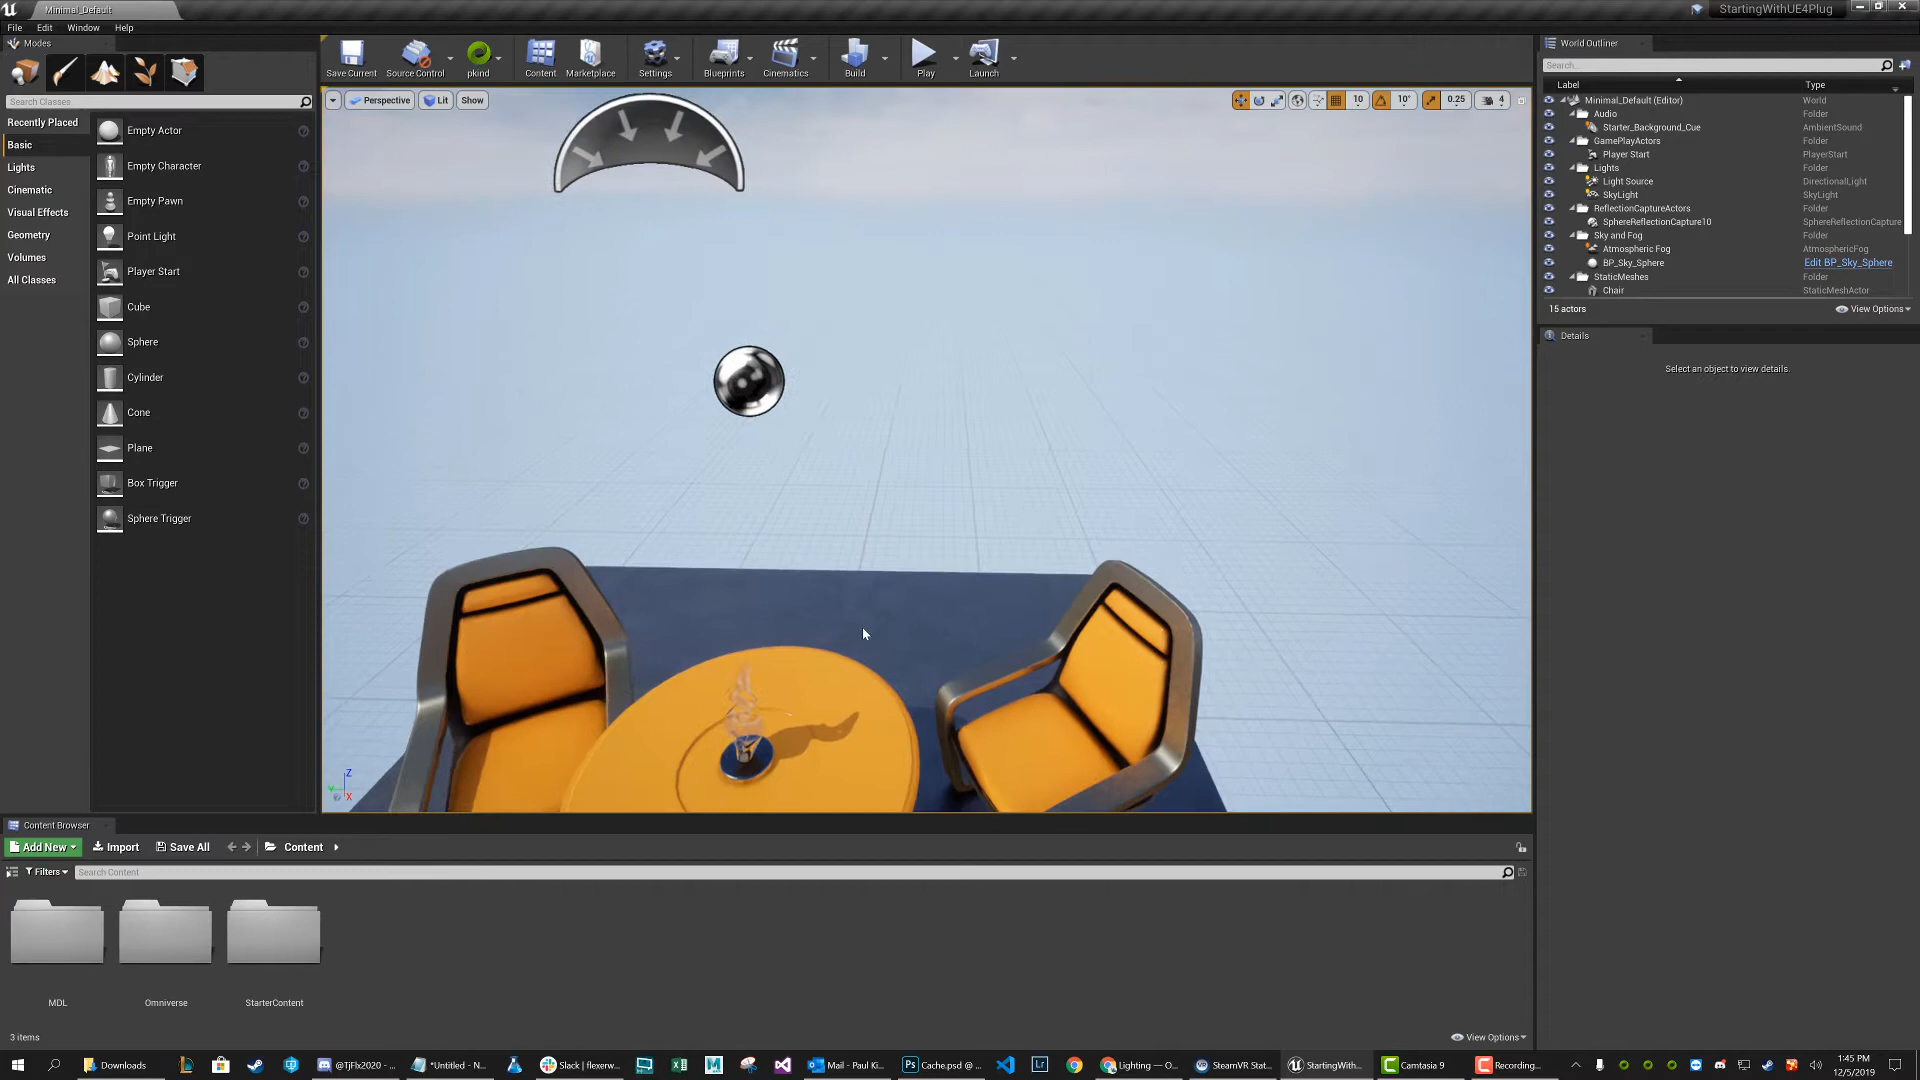 Minimal_Default
StartingWithUE4Plug
File Edit Window Help
Modes
Search Classes
Recently Placed
Basic
Lights
Cinematic
Visual Effects
Geometry
Volumes
All Classes
Empty Actor
Empty Character
Empty Pawn
Point Light
Player Start
Cube
Sphere
Cylinder
Cone
Plane
Box Trigger
Sphere Trigger
Save Current Source Control pkind Content Marketplace Settings Blueprints Cinematics Build Play Launch
Perspective Lit Show
10 10° 0.25 4
Z
Y
X
World Outliner
Search...
Label Type
Minimal_Default (Editor) World
Audio Folder
Starter_Background_Cue AmbientSound
GamePlayActors Folder
Player Start PlayerStart
Lights Folder
Light Source DirectionalLight
SkyLight SkyLight
ReflectionCaptureActors Folder
SphereReflectionCapture10 SphereReflectionCapture
Sky and Fog Folder
Atmospheric Fog AtmosphericFog
BP_Sky_Sphere Edit BP_Sky_Sphere
StaticMeshes Folder
Chair StaticMeshActor
15 actors View Options
Details
Select an object to view details.
Content Browser
Add New Import Save All Content
Filters Search Content
MDL Omniverse StarterContent
3 items View Options
Downloads @TjFlx2020 - ... *Untitled - N... Slack | flexerw... Mail - Paul Ki... Cache.psd @ ... Lighting — O... SteamVR Stat... StartingWith... Camtasia 9 Recording...
1:45 PM
12/5/2019